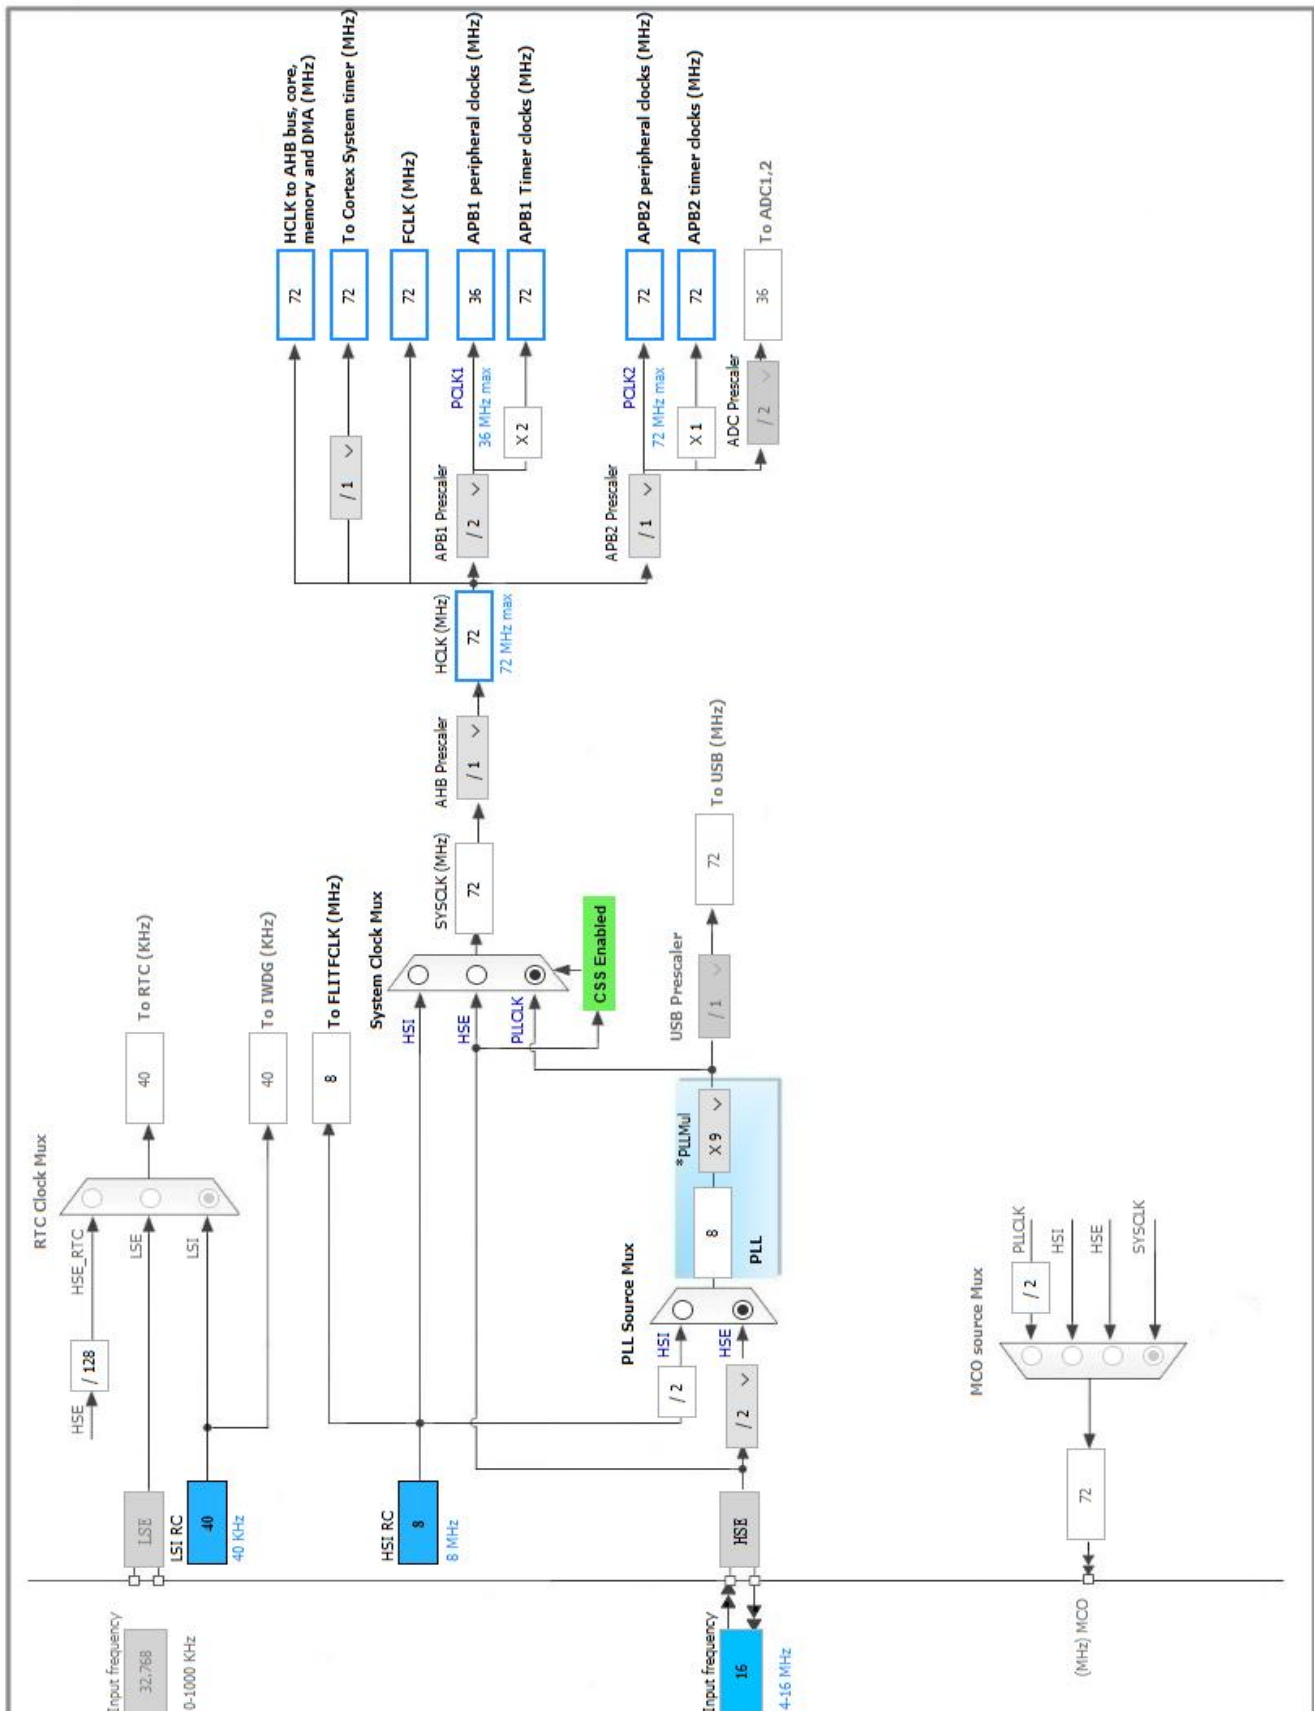 RTC Clock Mux
HSE
/ 128
HSE_RTC
LSE
LSI
40
To RTC (KHz)
40
To IWDG (KHz)
Input frequency
32.768
0-1000 KHz
LSE
LSI RC
40
40 KHz
HSI RC
8
8 MHz
8
To FLITFCLK (MHz)
System Clock Mux
HSI
HSE
PLLCLK
CSS Enabled
SYSCLK (MHz)
72
AHB Prescaler
/ 1
HCLK (MHz)
72
72 MHz max
72
HCLK to AHB bus, core,
memory and DMA (MHz)
/ 1
72
To Cortex System timer (MHz)
72
FCLK (MHz)
APB1 Prescaler
/ 2
PCLK1
36 MHz max
36
APB1 peripheral clocks (MHz)
X 2
72
APB1 Timer clocks (MHz)
APB2 Prescaler
/ 1
PCLK2
72 MHz max
72
APB2 peripheral clocks (MHz)
X 1
72
APB2 timer clocks (MHz)
ADC Prescaler
/ 2
36
To ADC1,2
PLL Source Mux
/ 2
HSI
HSE
/ 2
Input frequency
16
4-16 MHz
HSE
8
*PLLMul
X 9
PLL
USB Prescaler
/ 1
72
To USB (MHz)
MCO source Mux
/ 2
PLLCLK
HSI
HSE
SYSCLK
72
(MHz) MCO